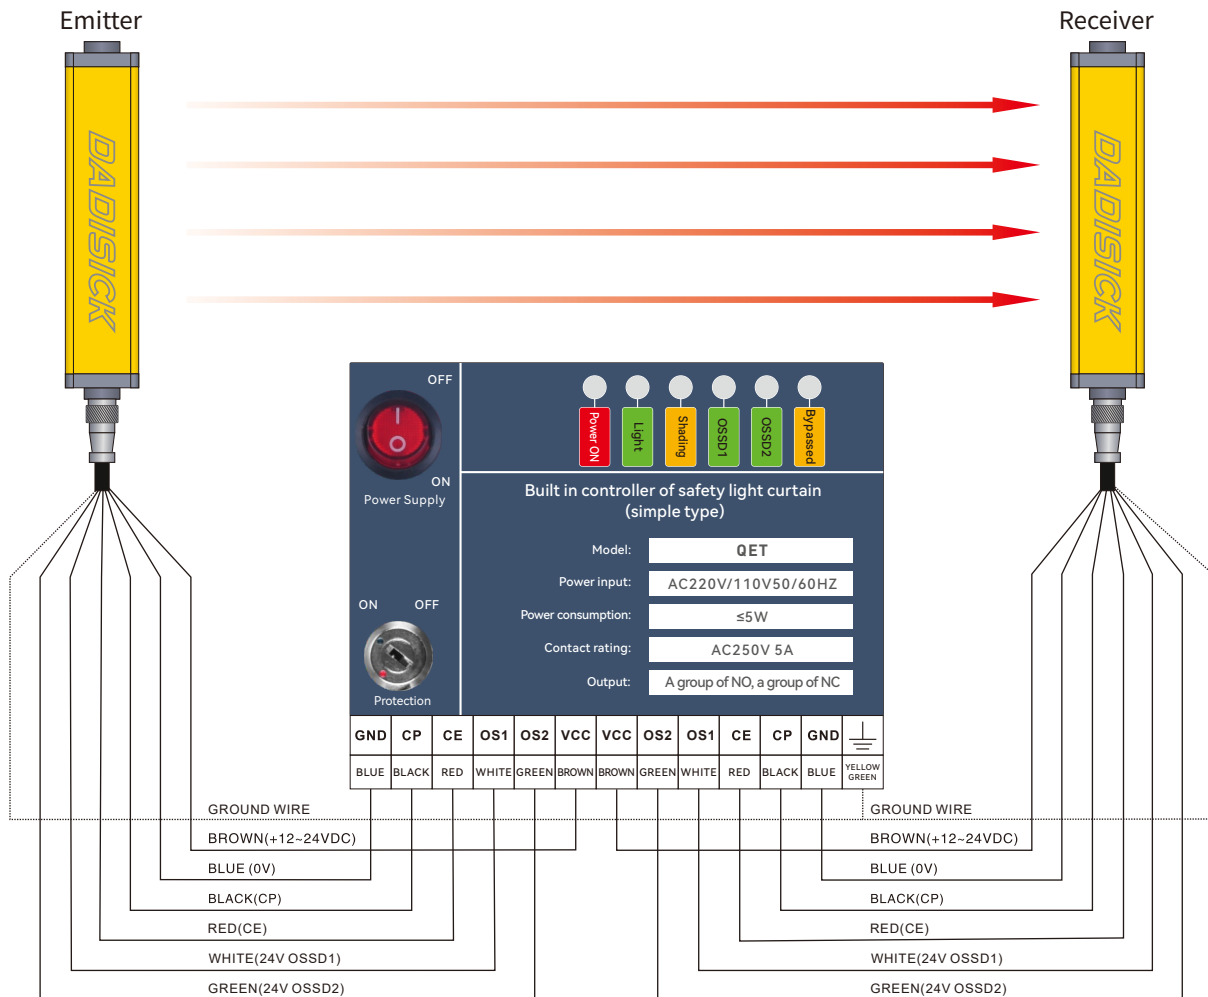 Emitter
Receiver
DADISICK
DADISICK
OFF
ON
Power Supply
ON OFF
Protection
Power ON
Light
Shading
OSSD1
OSSD2
Bypassed
Built in controller of safety light curtain
(simple type)
Model: QET
Power input: AC220V/110V50/60HZ
Power consumption: ≤5W
Contact rating: AC250V 5A
Output: A group of NO, a group of NC
GND CP CE OS1 OS2 VCC VCC OS2 OS1 CE CP GND
BLUE BLACK RED WHITE GREEN BROWN BROWN GREEN WHITE RED BLACK BLUE YELLOW
GREEN
GROUND WIRE
BROWN(+12~24VDC)
BLUE (0V)
BLACK(CP)
RED(CE)
WHITE(24V OSSD1)
GREEN(24V OSSD2)
GROUND WIRE
BROWN(+12~24VDC)
BLUE (0V)
BLACK(CP)
RED(CE)
WHITE(24V OSSD1)
GREEN(24V OSSD2)